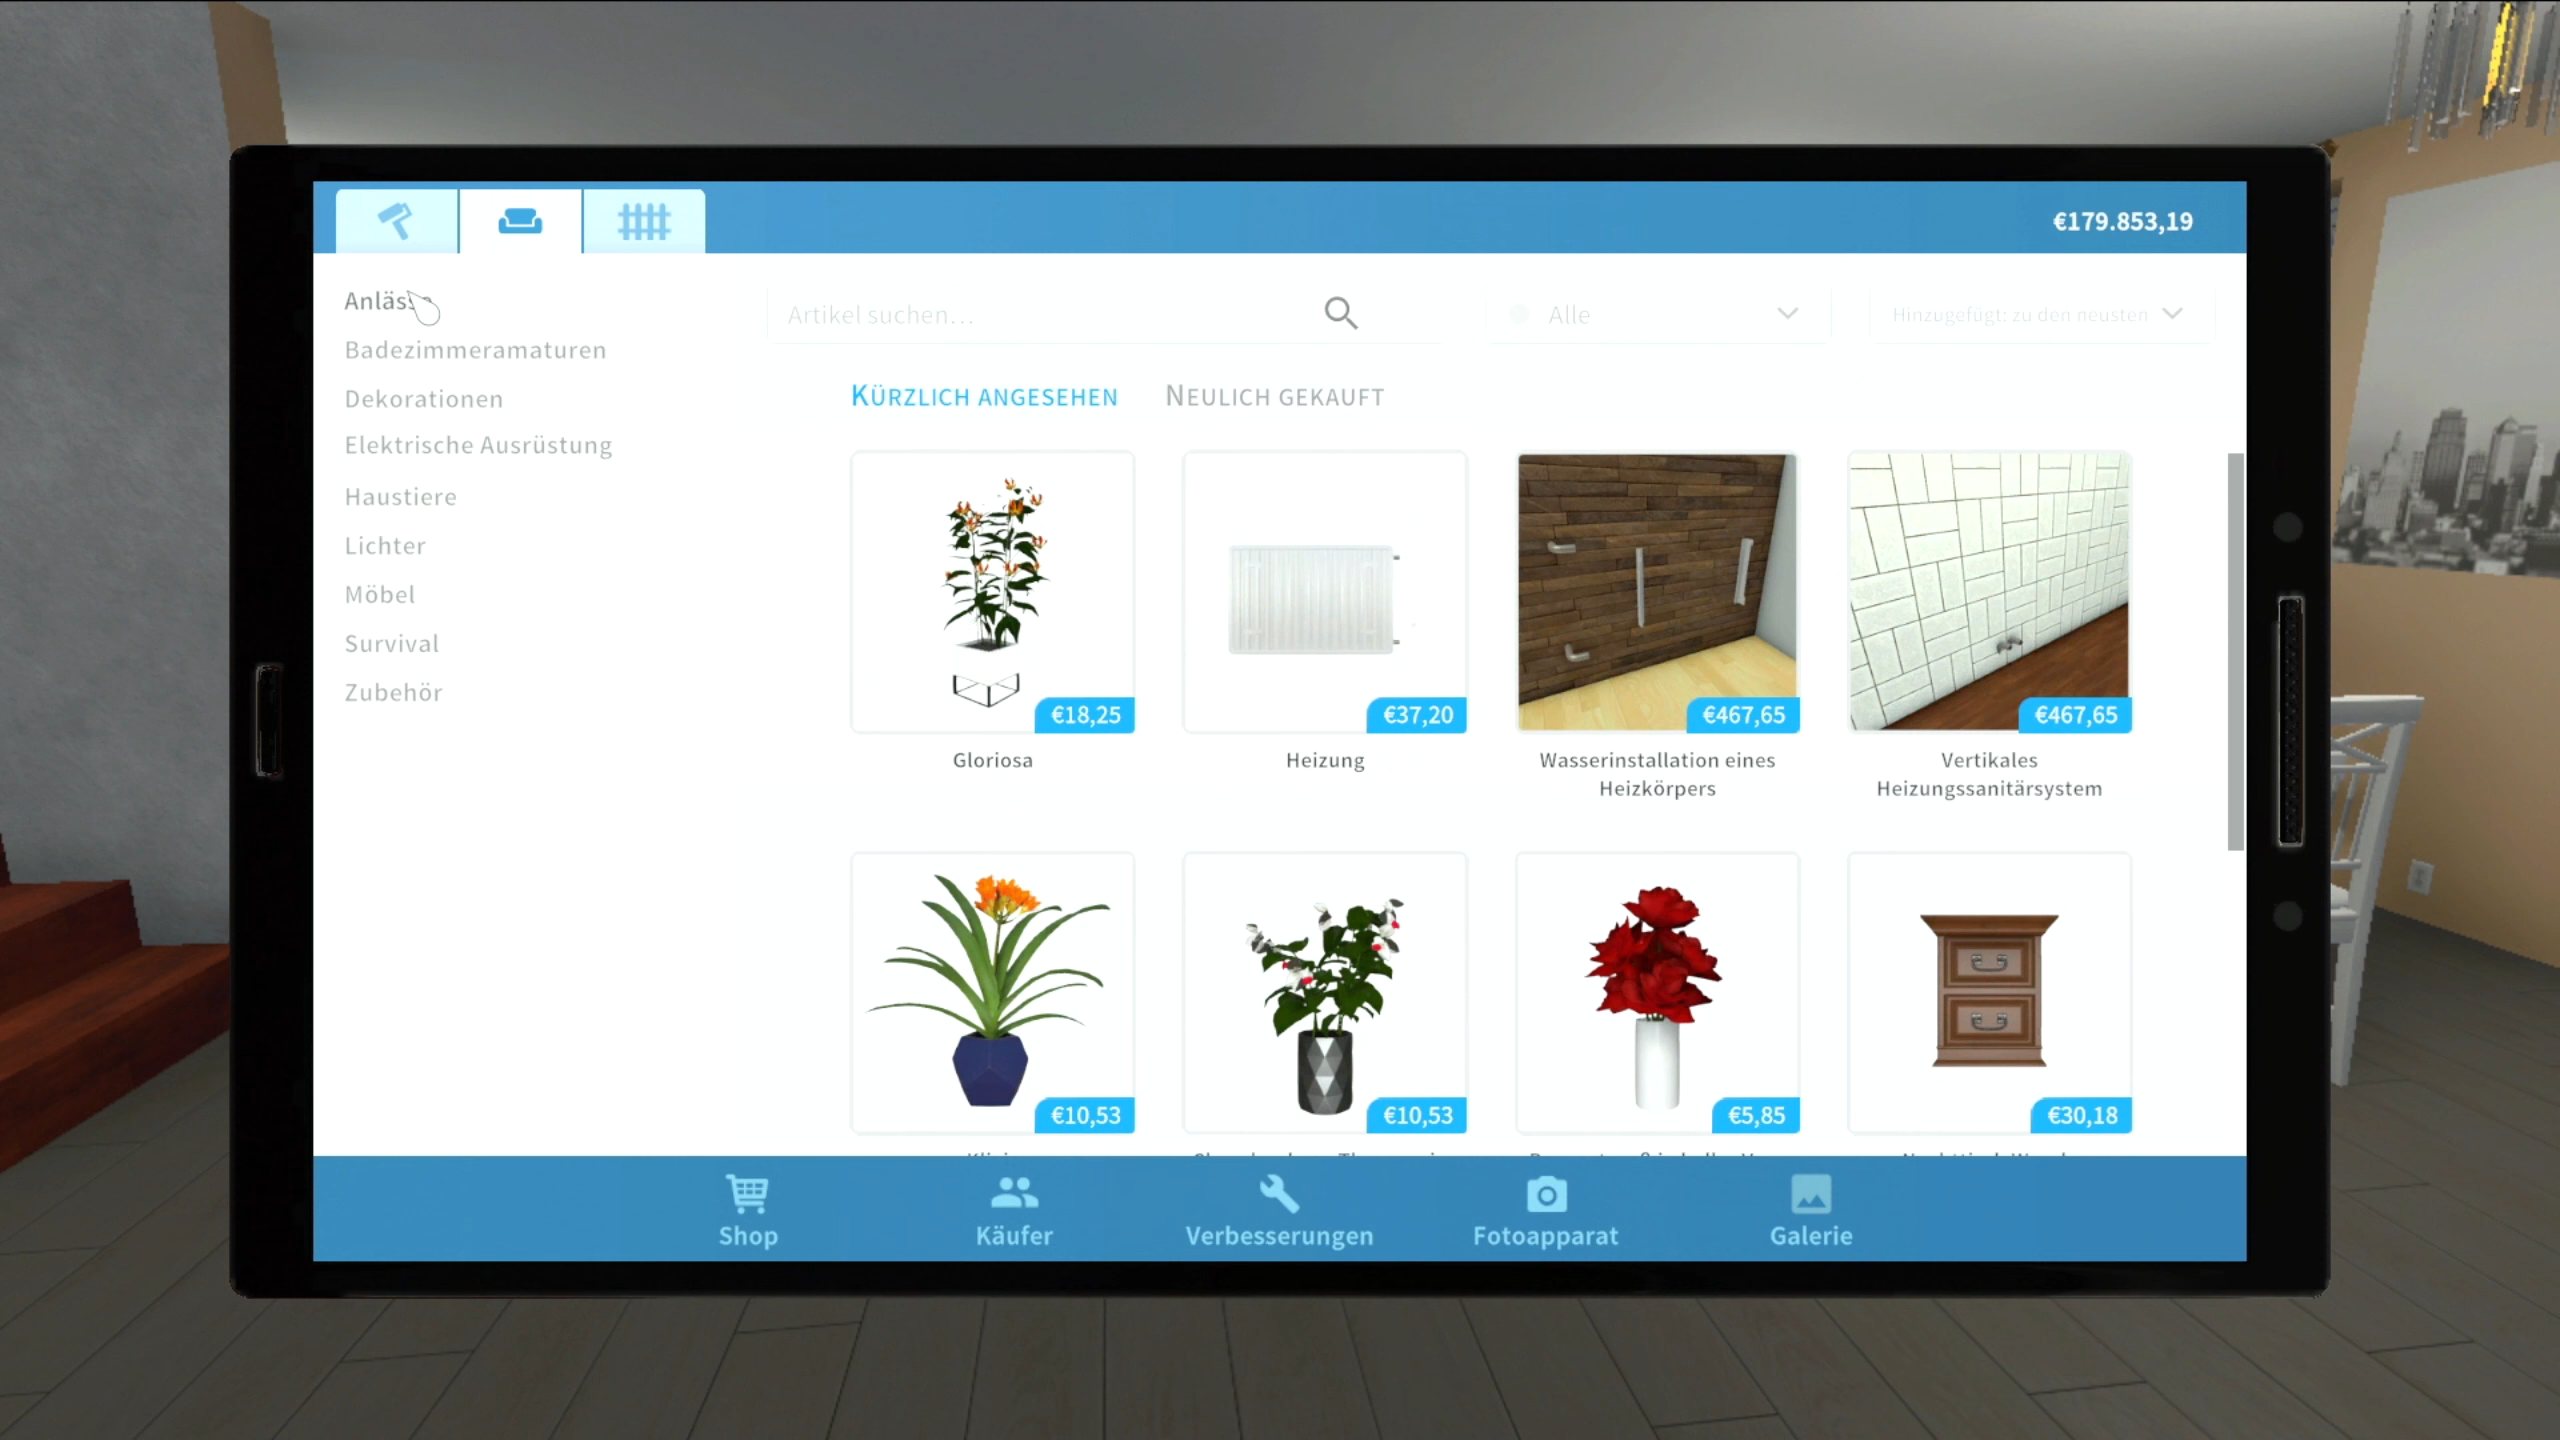 €179.853,19
Anlässe
Badezimmeramaturen
Dekorationen
Elektrische Ausrüstung
Haustiere
Lichter
Möbel
Survival
Zubehör
Artikel suchen...
Alle
Hinzugefügt: zu den neusten
KÜRZLICH ANGESEHEN
NEULICH GEKAUFT
€18,25
€37,20
€467,65
€467,65
Gloriosa
Heizung
Wasserinstallation eines
Heizkörpers
Vertikales
Heizungssanitärsystem
€10,53
€10,53
€5,85
€30,18
Shop
Käufer
Verbesserungen
Fotoapparat
Galerie